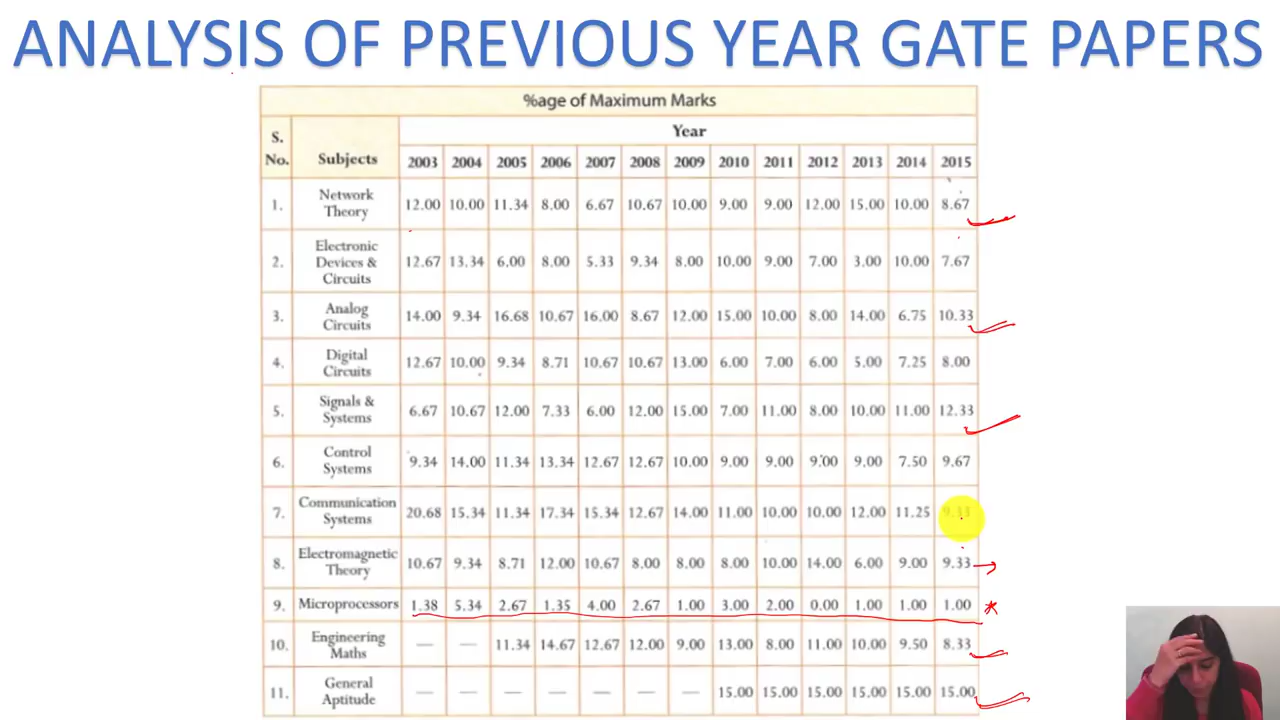 ANALYSIS OF PREVIOUS YEAR GATE PAPERS
%age of Maximum Marks
S. No. Subjects Year
2003 2004 2005 2006 2007 2008 2009 2010 2011 2012 2013 2014 2015
1. Network Theory 12.00 10.00 11.34 8.00 6.67 10.67 10.00 9.00 9.00 12.00 15.00 10.00 8.67
2. Electronic Devices & Circuits 12.67 13.34 6.00 8.00 5.33 9.34 8.00 10.00 9.00 7.00 3.00 10.00 7.67
3. Analog Circuits 14.00 9.34 16.68 10.67 16.00 8.67 12.00 15.00 10.00 8.00 14.00 6.75 10.33
4. Digital Circuits 12.67 10.00 9.34 8.71 10.67 10.67 13.00 6.00 7.00 6.00 5.00 7.25 8.00
5. Signals & Systems 6.67 10.67 12.00 7.33 6.00 12.00 15.00 7.00 11.00 8.00 10.00 11.00 12.33
6. Control Systems 9.34 14.00 11.34 13.34 12.67 12.67 10.00 9.00 9.00 9.00 9.00 7.50 9.67
7. Communication Systems 20.68 15.34 11.34 17.34 15.34 12.67 14.00 11.00 10.00 10.00 12.00 11.25 9.33
8. Electromagnetic Theory 10.67 9.34 8.71 12.00 10.67 8.00 8.00 8.00 10.00 14.00 6.00 9.00 9.33
9. Microprocessors 1.38 5.34 2.67 1.35 4.00 2.67 1.00 3.00 2.00 0.00 1.00 1.00 1.00
10. Engineering Maths — — 11.34 14.67 12.67 12.00 9.00 13.00 8.00 11.00 10.00 9.50 8.33
11. General Aptitude — — — — — — — 15.00 15.00 15.00 15.00 15.00 15.00